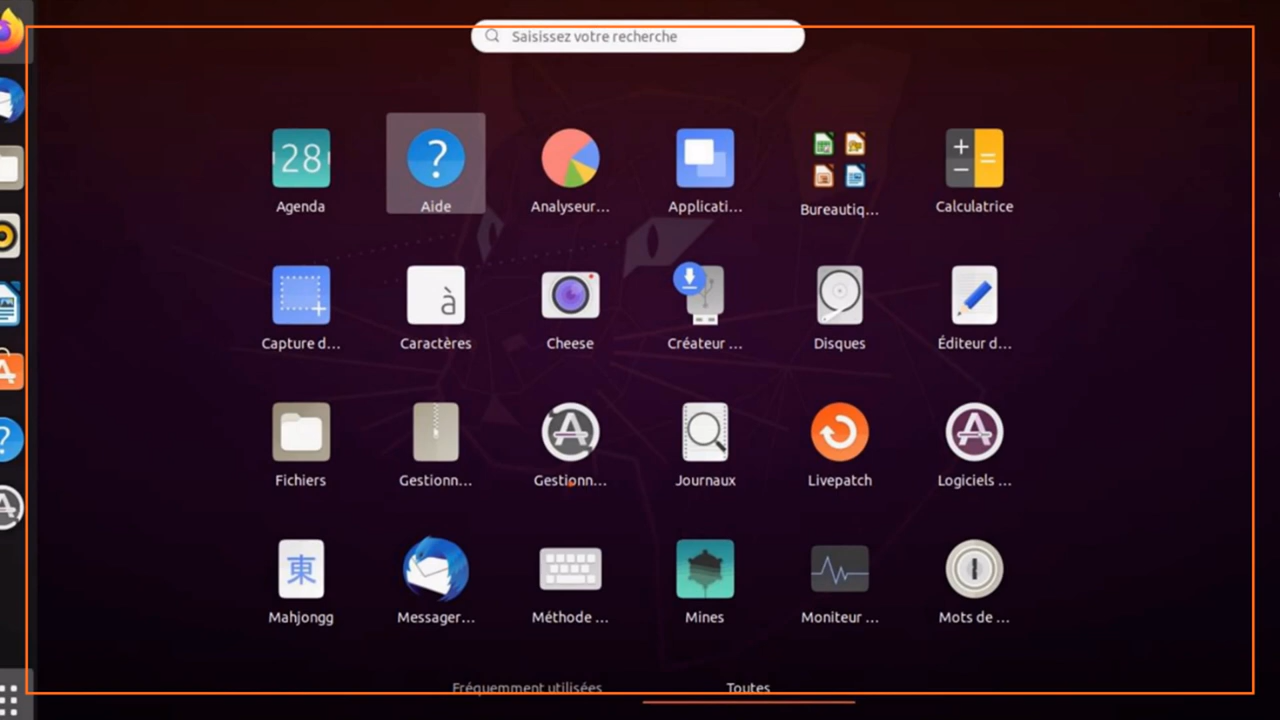 Saisissez votre recherche
28
Agenda
Aide
Analyseur...
Applicati...
Bureautiq...
Calculatrice
Capture d...
à
Caractères
Cheese
Créateur ...
Disques
Éditeur d...
Fichiers
Gestionn...
Gestionn...
Journaux
Livepatch
Logiciels ...
東
Mahjongg
Messager...
Méthode ...
Mines
Moniteur ...
Mots de ...
Fréquemment utilisées
Toutes